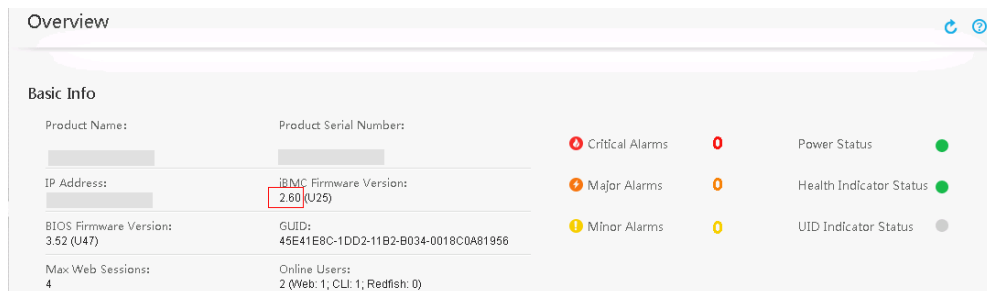 Overview
Basic Info
Product Name:
Product Serial Number:
IP Address:
iBMC Firmware Version:
2.60 (U25)
BIOS Firmware Version:
3.52 (U47)
GUID:
45E41E8C-1DD2-11B2-B034-0018C0A81956
Max Web Sessions:
4
Online Users:
2 (Web: 1; CLI: 1; Redfish: 0)
Critical Alarms 0
Major Alarms 0
Minor Alarms 0
Power Status
Health Indicator Status
UID Indicator Status